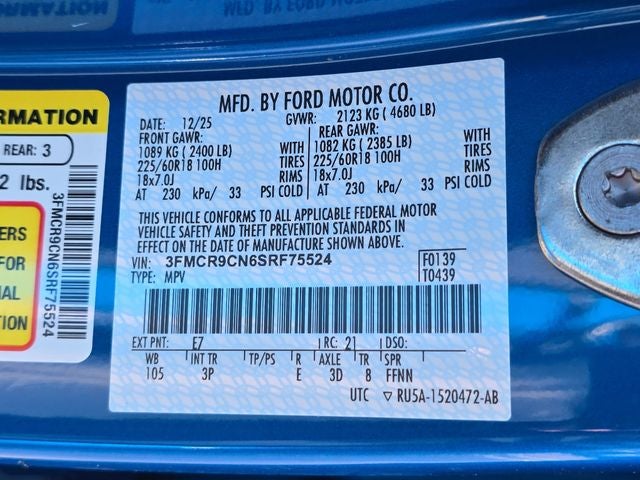 RMATION
REAR: 3
2 lbs.
ERS
FOR
AL
TION
3FMCR9CN6SRF75524
MFD. BY FORD MOTOR CO.
DATE: 12/25 GVWR: 2123 KG ( 4680 LB)
FRONT GAWR: REAR GAWR:
1089 KG ( 2400 LB) WITH 1082 KG ( 2385 LB) WITH
225/60R18 100H TIRES 225/60R18 100H TIRES
18x7.0J RIMS 18x7.0J RIMS
AT 230 kPa/ 33 PSI COLD AT 230 kPa/ 33 PSI COLD
THIS VEHICLE CONFORMS TO ALL APPLICABLE FEDERAL MOTOR
VEHICLE SAFETY AND THEFT PREVENTION STANDARDS IN
EFFECT ON THE DATE OF MANUFACTURE SHOWN ABOVE.
VIN: 3FMCR9CN6SRF75524 F0139
TYPE: MPV T0439
EXT PNT: E7 RC: 21 DSO:
WB INT TR TP/PS R AXLE TR SPR
105 3P E 3D 8 FFNN
UTC ▽ RU5A-1520472-AB